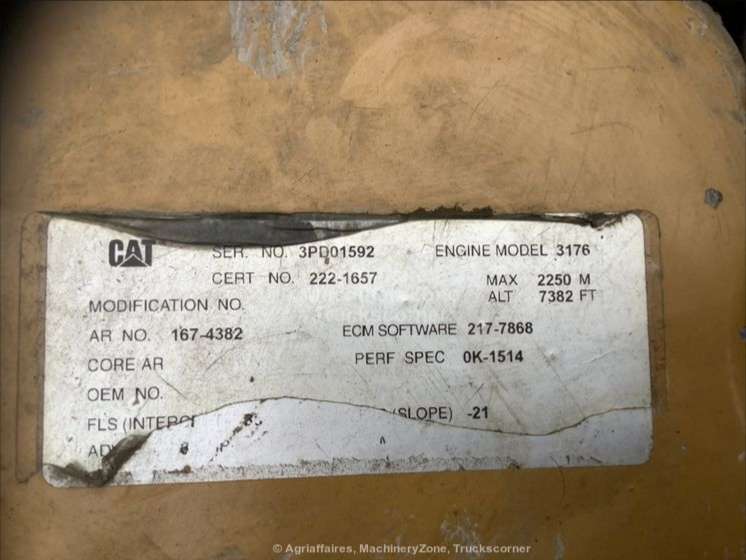 CAT SER. NO. 3PD01592 ENGINE MODEL 3176
CERT NO. 222-1657 MAX 2250 M
ALT 7382 FT
MODIFICATION NO.
AR NO. 167-4382 ECM SOFTWARE 217-7868
CORE AR PERF SPEC 0K-1514
OEM NO.
FLS (SLOPE) -21
© Agriaffaires, MachineryZone, Truckscorner